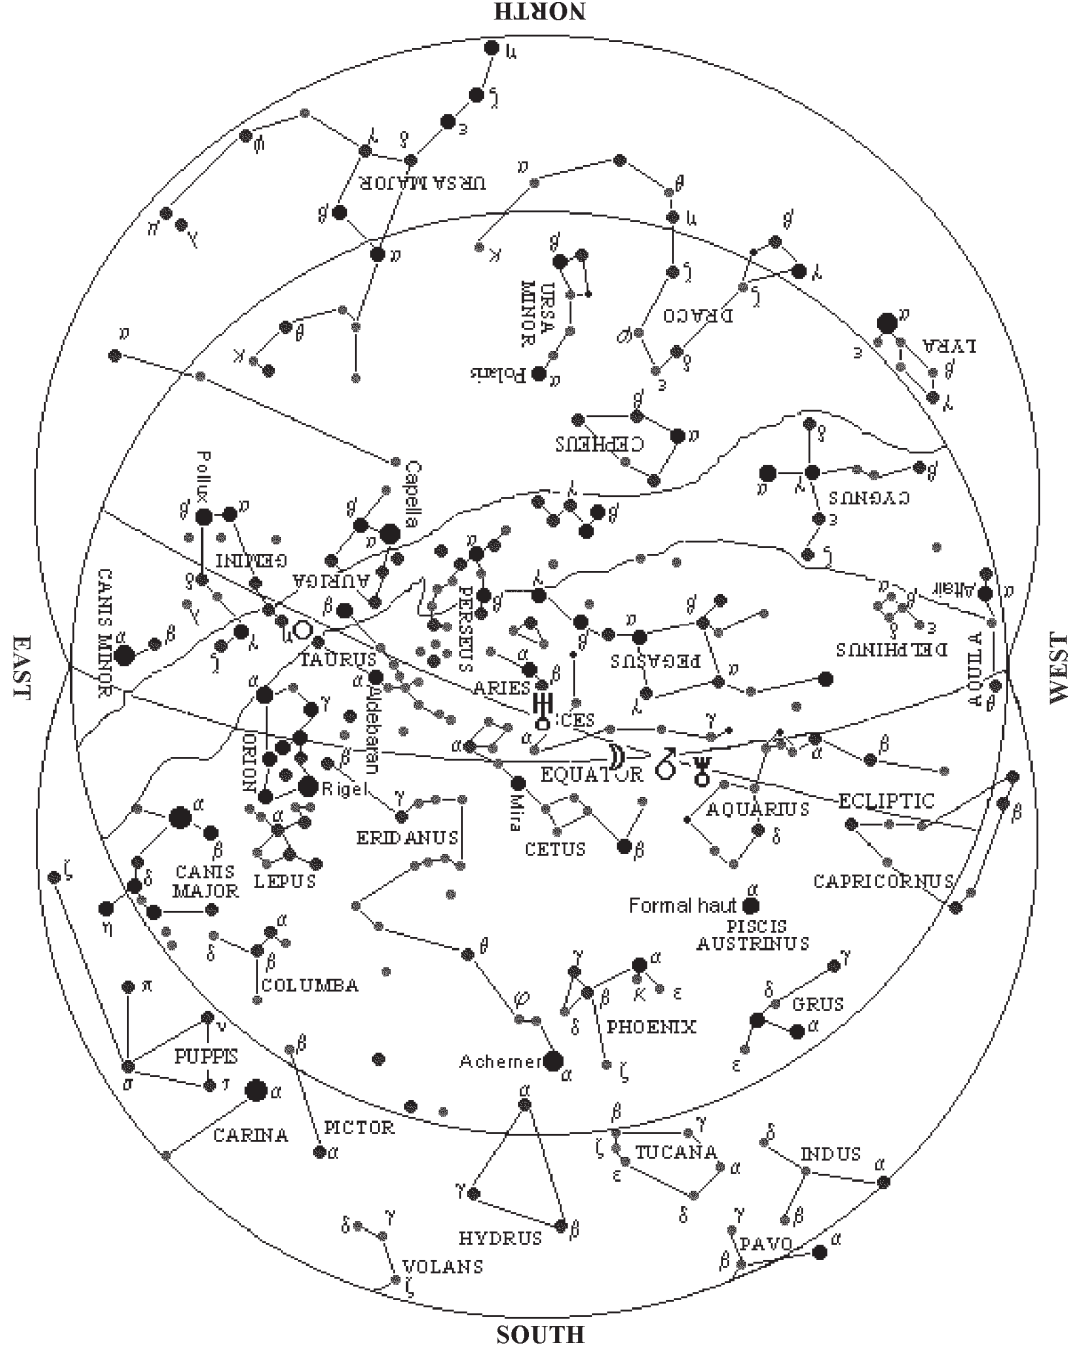 NORTH
η
ζ
ε
δ
γ
φ
URSA MAJOR
β
μ
λ
α
α
θ
η
κ
β
URSA
MINOR
ζ
β
γ
ζ
DRACO
φ
δ
ε
Polaris
α
α
ε
LYRA
β
γ
α
θ
κ
β
CEPHEUS
α
Pollux
β
α
GEMINI
δ
λ
γ
ζ
η
Capella
β
α
AURIGA
γ
β
δ
α
γ
β
CYGNUS
ε
ζ
CANIS MINOR
α
β
β
TAURUS
α
PERSEUS
β
γ
θ
β
PEGASUS
α
γ
α
β
δ
ε
DELPHINUS
Altair
α
AQUILA
θ
EAST
WEST
α
γ
ORION
β
Rigel
Aldebaran
α
ARIES
β
CES
α
α
γ
EQUATOR
ECLIPTIC
α
β
AQUARIUS
δ
β
CAPRICORNUS
Mira
CETUS
β
β
γ
ERIDANUS
α
LEPUS
α
β
CANIS
MAJOR
δ
η
ζ
α
δ
β
COLUMBA
Formal haut
α
PISCIS
AUSTRINUS
θ
φ
Acherner
α
γ
α
β
κ
ε
δ
PHOENIX
ζ
γ
δ
GRUS
α
ε
π
ν
PUPPIS
σ
τ
α
CARINA
β
PICTOR
α
α
γ
β
HYDRUS
β
γ
ζ
TUCANA
ε
α
δ
δ
INDUS
α
β
γ
PAVO
α
β
δ
γ
VOLANS
ζ
SOUTH